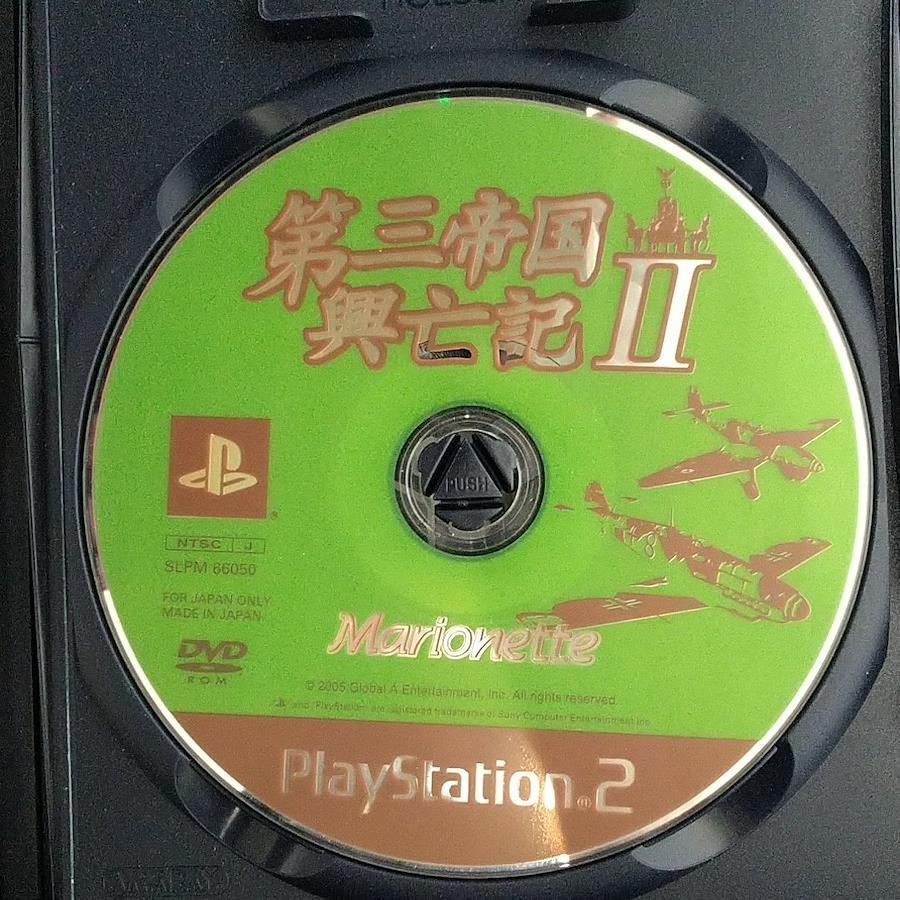 第三帝国
興亡記 II
PUSH
NTSC J
SLPM 66050
FOR JAPAN ONLY
MADE IN JAPAN
DVD
ROM
Marionette
© 2005 Global A Entertainment, Inc. All rights reserved.
and "PlayStation" are registered trademarks of Sony Computer Entertainment Inc.
PlayStation®2